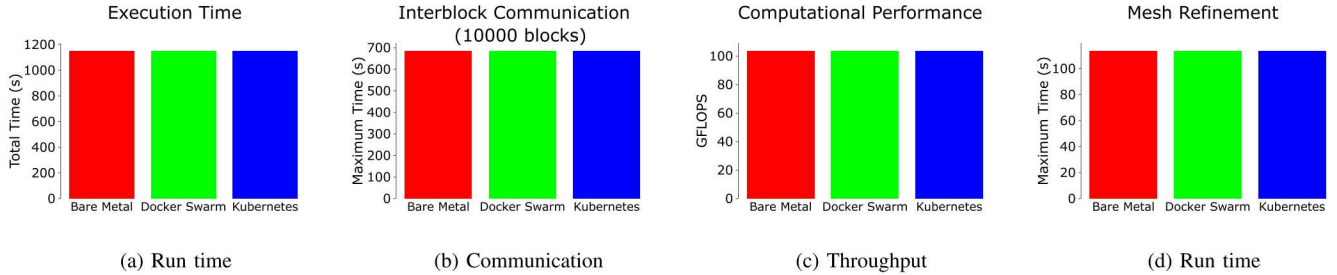 Execution Time
Total Time (s)
1200
1000
800
600
400
200
0
Bare Metal Docker Swarm Kubernetes
(a) Run time
Interblock Communication
(10000 blocks)
Maximum Time (s)
700
600
500
400
300
200
100
0
Bare Metal Docker Swarm Kubernetes
(b) Communication
Computational Performance
GFLOPS
100
80
60
40
20
0
Bare Metal Docker Swarm Kubernetes
(c) Throughput
Mesh Refinement
Maximum Time (s)
100
80
60
40
20
0
Bare Metal Docker Swarm Kubernetes
(d) Run time